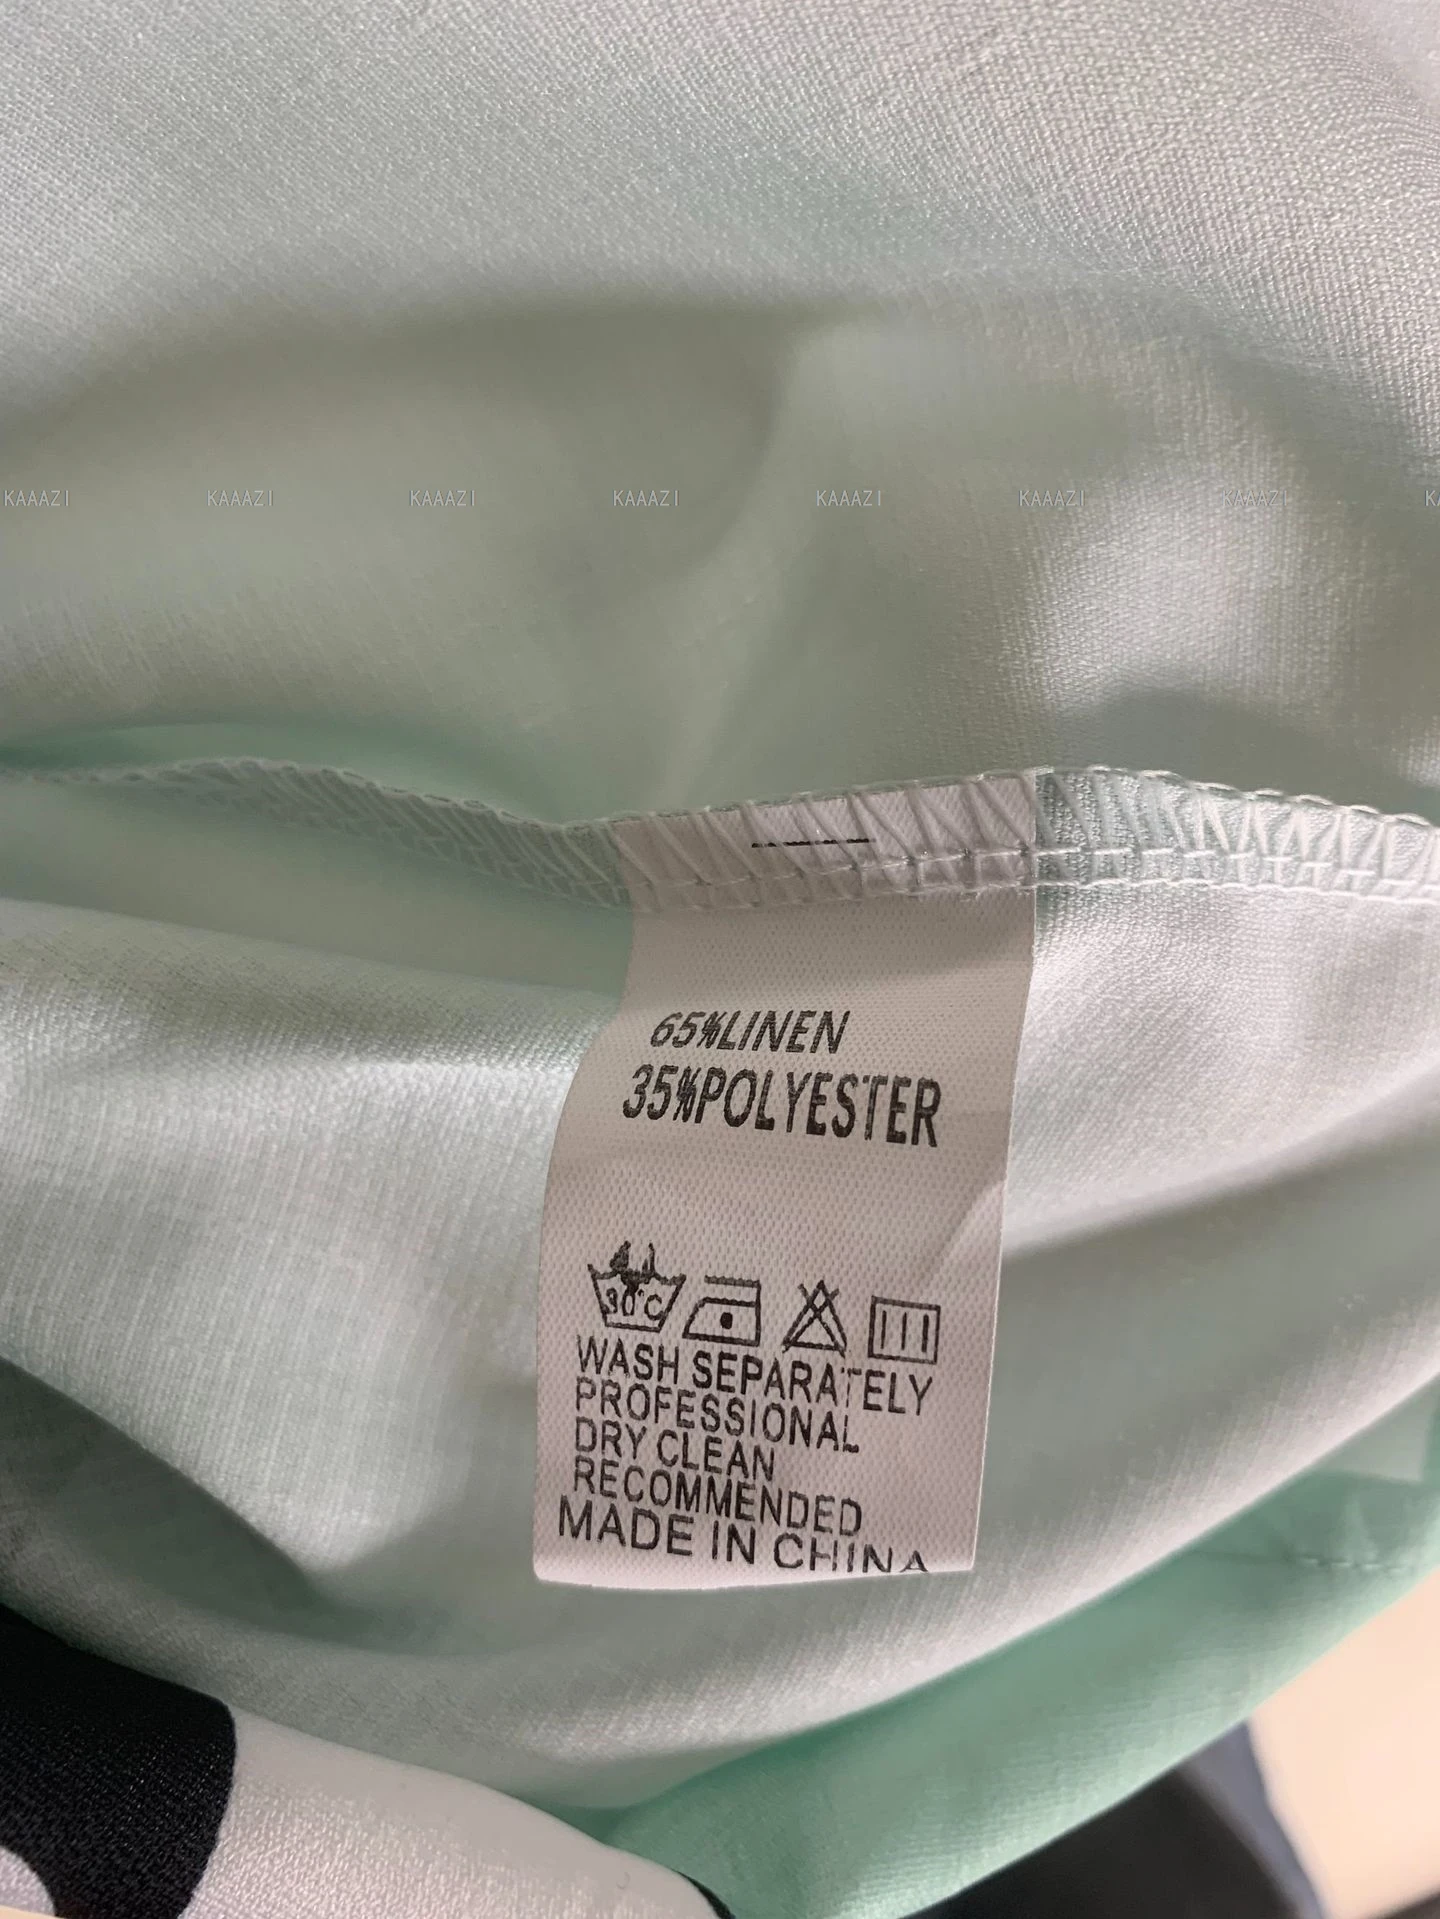 KAAAZI KAAAZI KAAAZI KAAAZI KAAAZI KAAAZI KAAAZI
65%LINEN
35%POLYESTER
30°C
WASH SEPARATELY
PROFESSIONAL
DRY CLEAN
RECOMMENDED
MADE IN CHINA